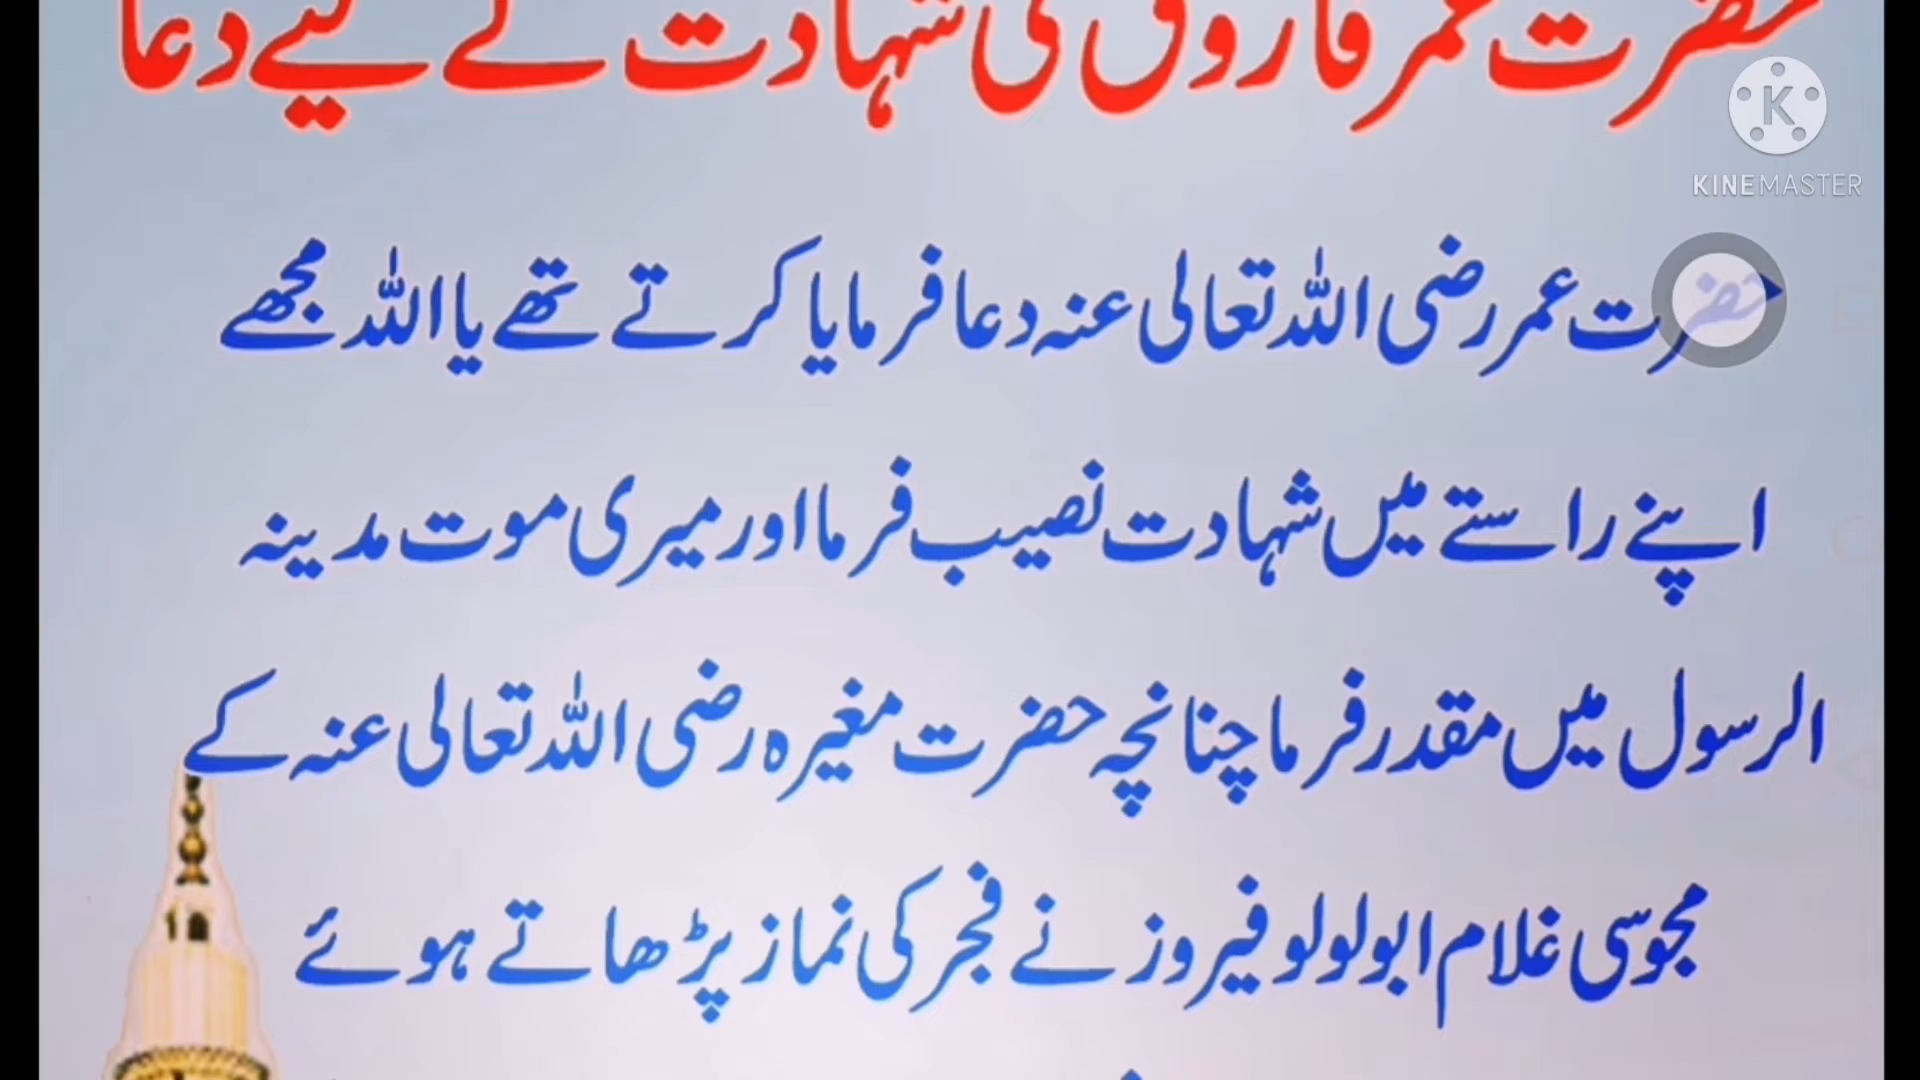 حضرت عمر فاروق کی شہادت کے لیے دعا
KINEMASTER
حضرت عمر رضی اللہ تعالی عنہ دعا فرمایا کرتے تھے یا اللہ مجھے
اپنے راستے میں شہادت نصیب فرما اور میری موت مدینہ
الرسول میں مقدر فرما چنانچہ حضرت مغیرہ رضی اللہ تعالی عنہ کے
مجوسی غلام ابولولو فیروز نے فجر کی نماز پڑھاتے ہوئے